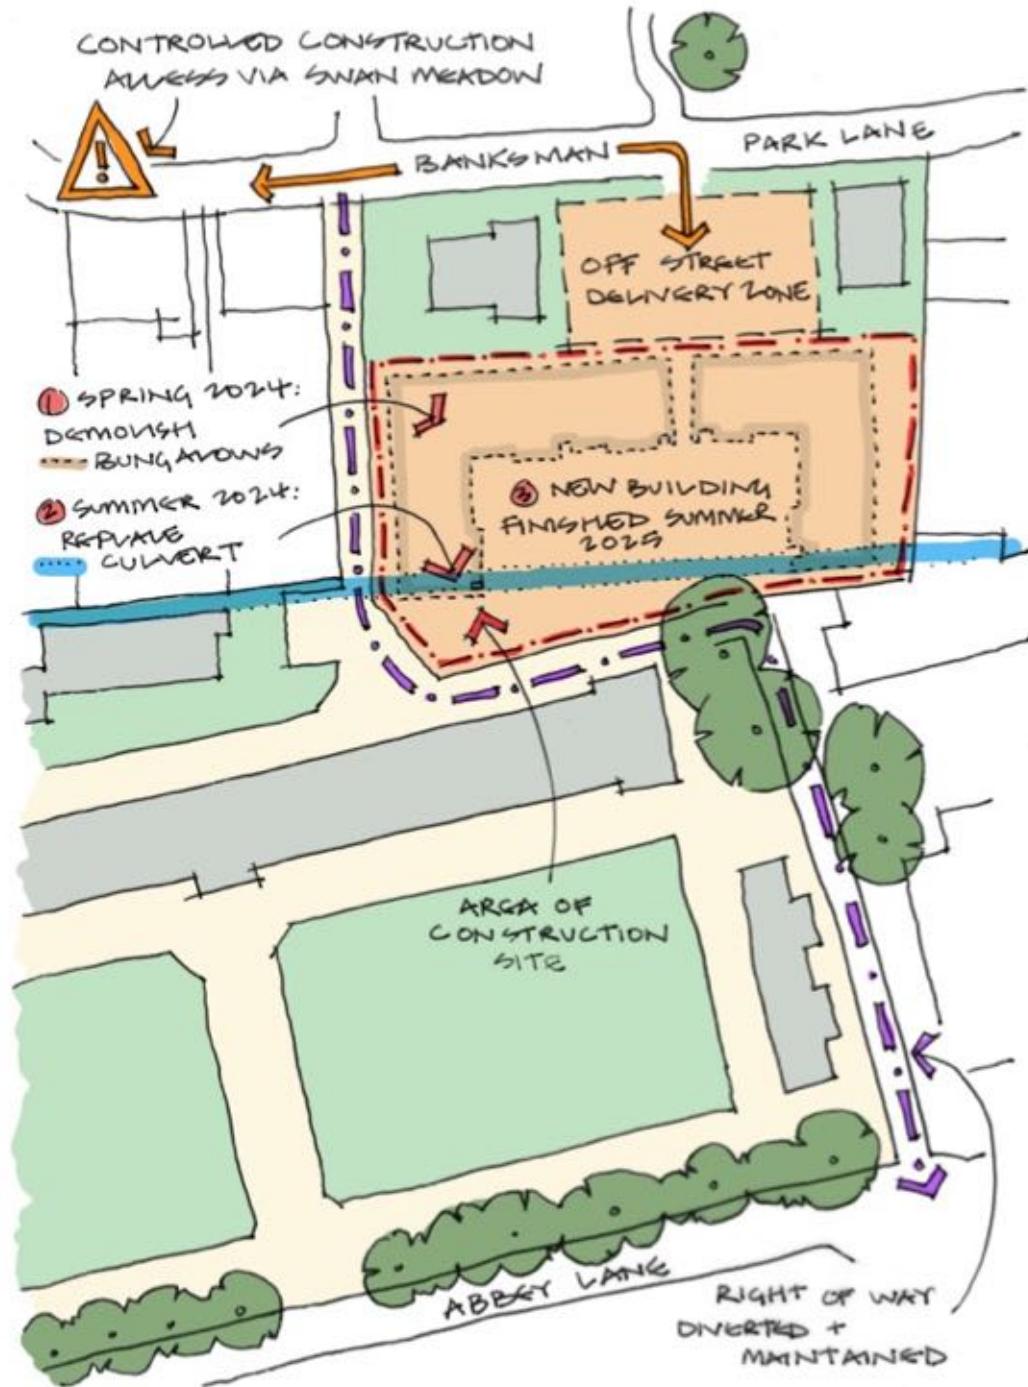 CONTROLLED CONSTRUCTION
ACCESS VIA SWAN MEADOW
!
BANKSMAN
PARK LANE
OFF STREET
DELIVERY ZONE
1 SPRING 2024:
DEMOLISH
BUNGALOWS
2 SUMMER 2024:
REPLACE
CULVERT
3 NEW BUILDING
FINISHED SUMMER
2025
AREA OF
CONSTRUCTION
SITE
ABBEY LANE
RIGHT OF WAY
DIVERTED +
MAINTAINED